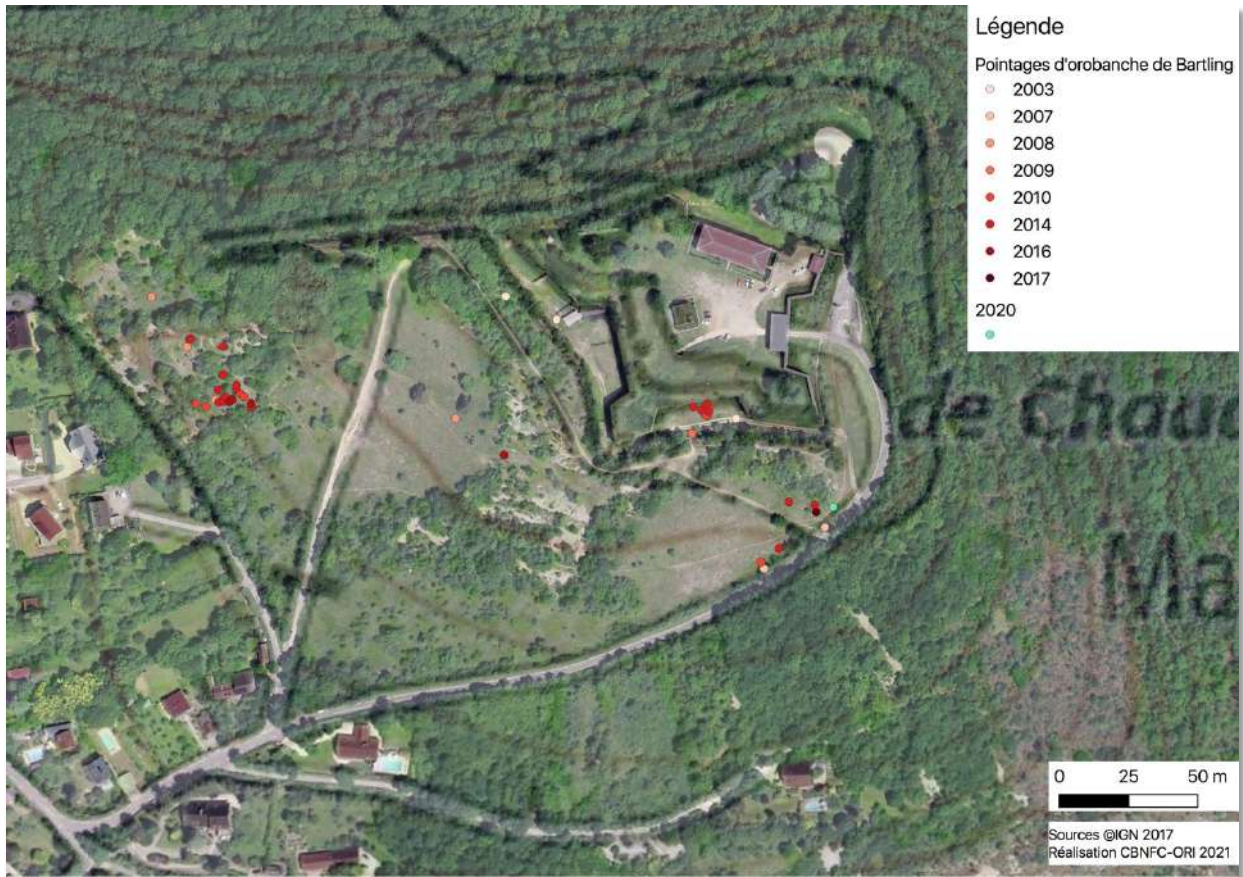 Légende
Pointages d'orobanche de Bartling
2003
2007
2008
2009
2010
2014
2016
2017
2020
de Chaud
Ma
0 25 50 m
Sources @IGN 2017
Réalisation CBNFC-ORI 2021